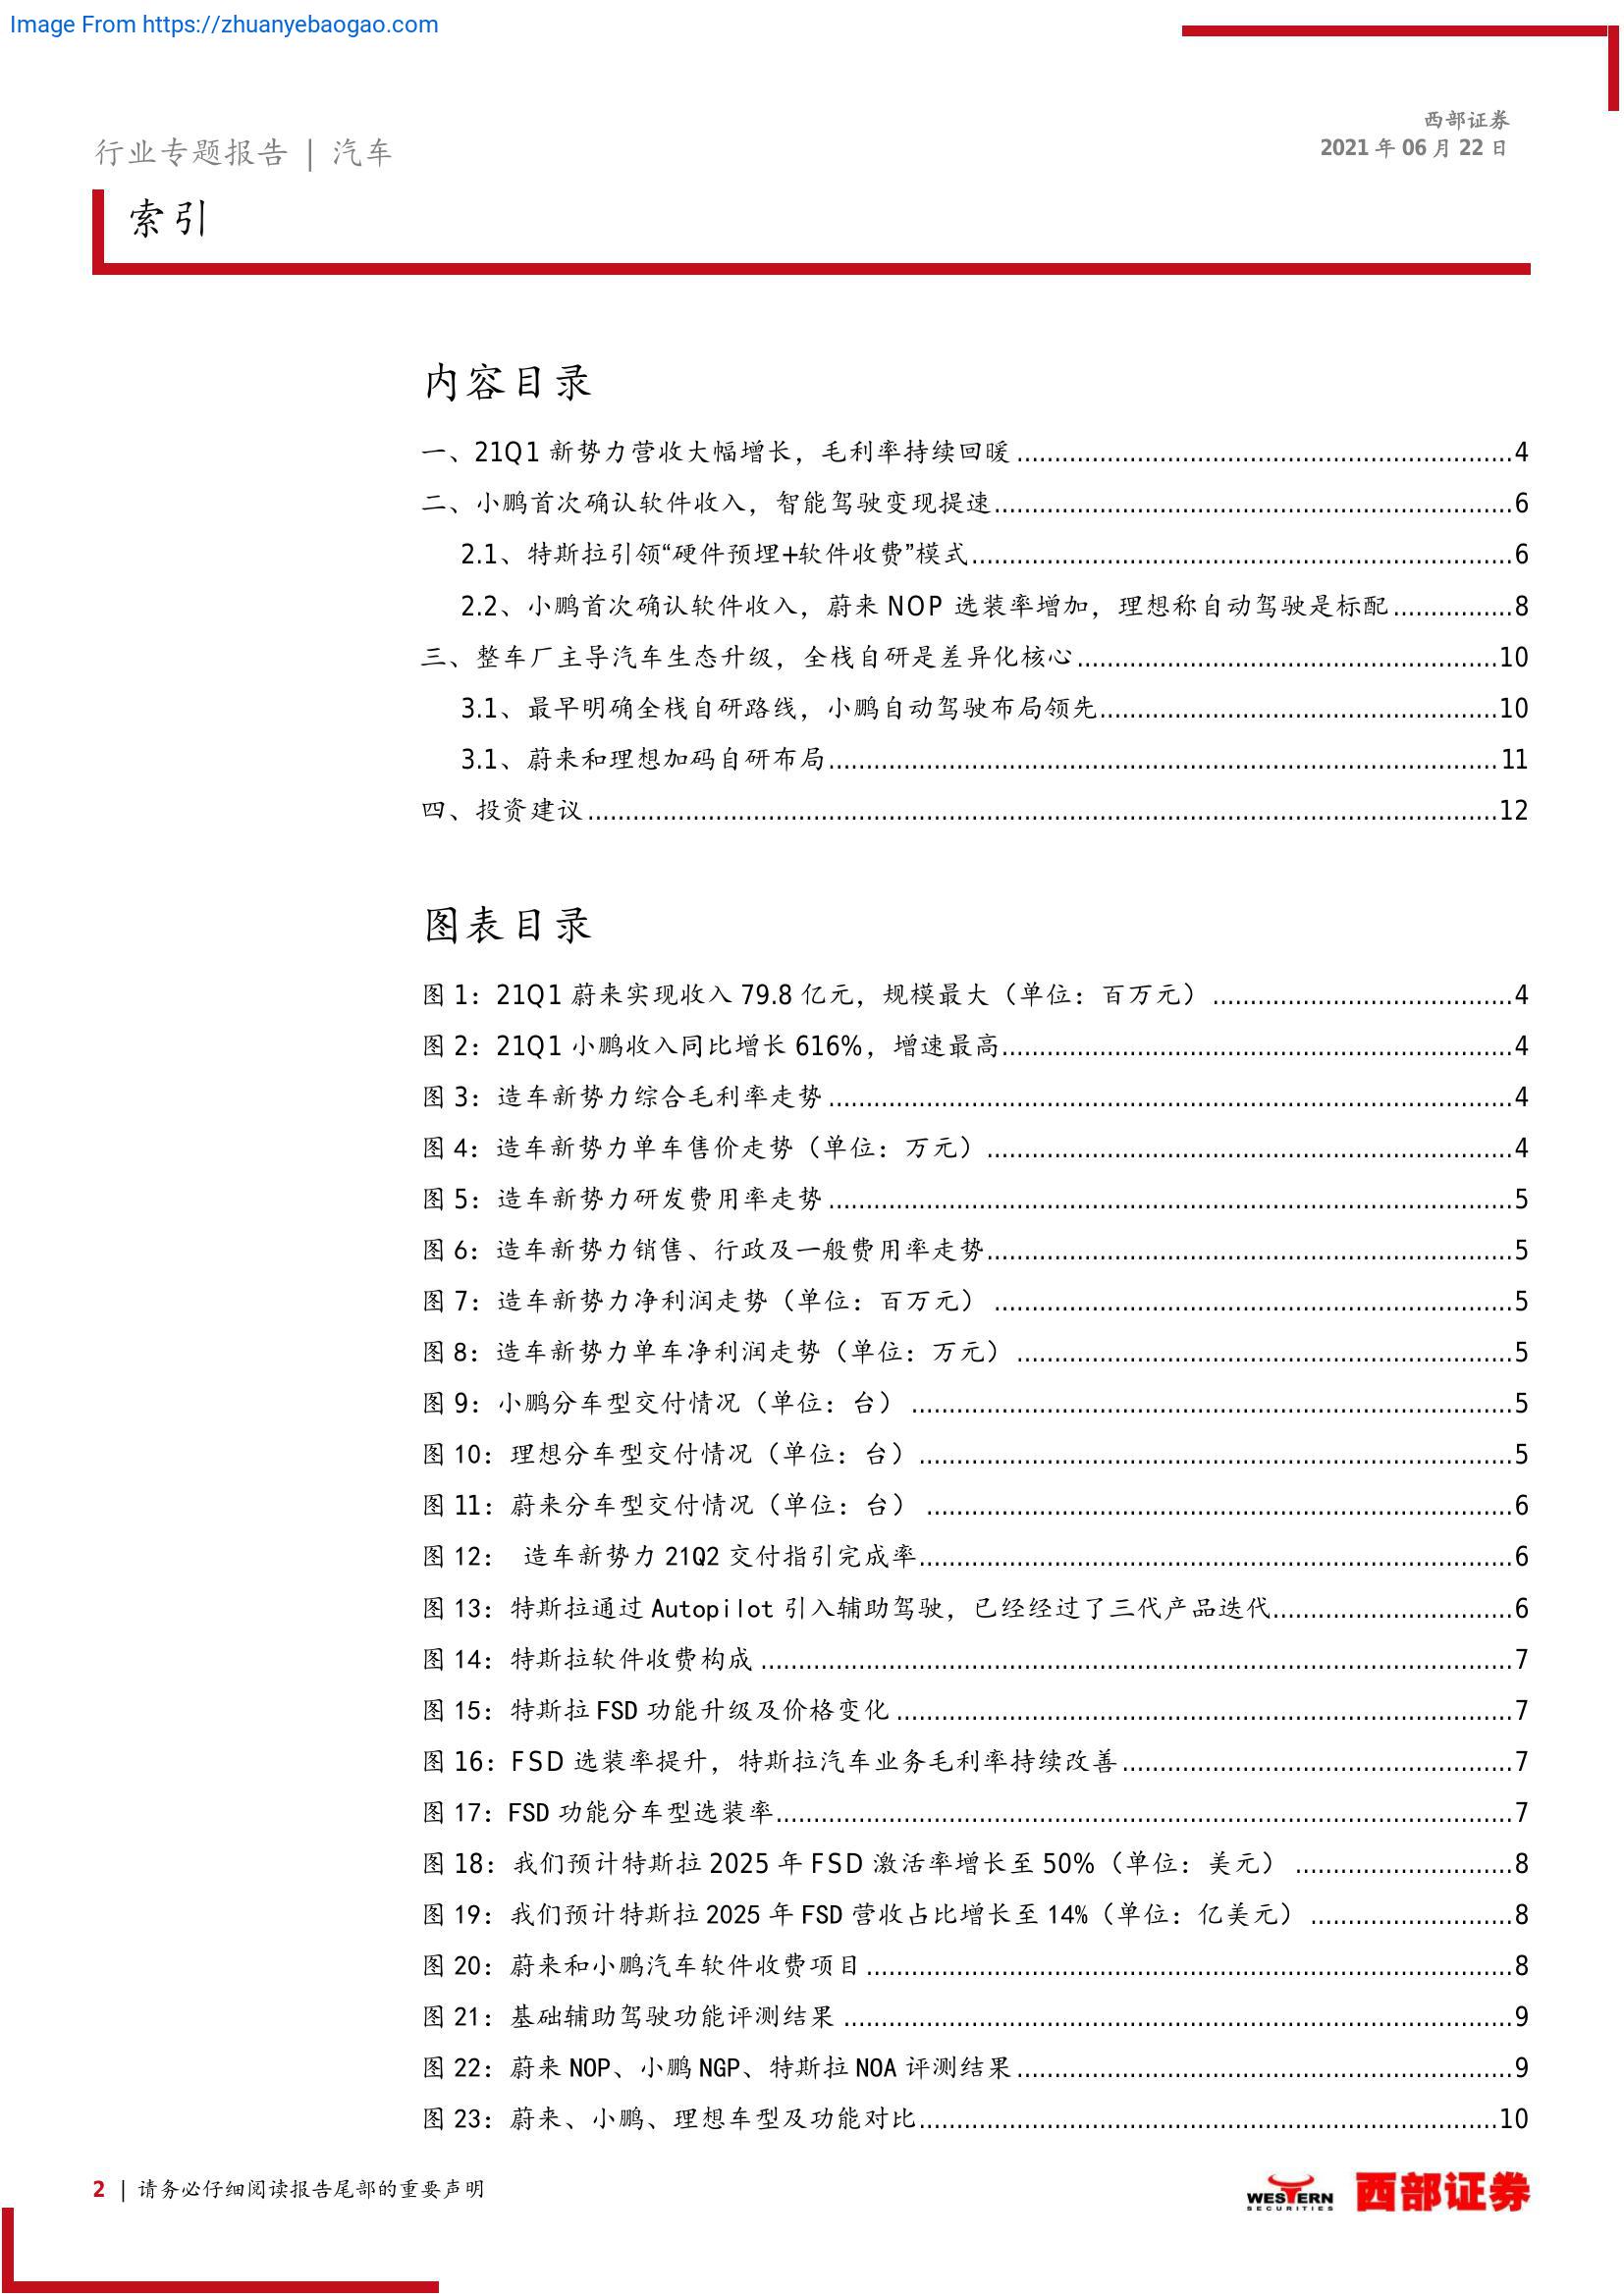 Image From https://zhuanyebaogao.com
西部证券
2021 年 06 月 22 日
行业专题报告 | 汽车
索引
内容目录
一、21Q1 新势力营收大幅增长，毛利率持续回暖 4
二、小鹏首次确认软件收入，智能驾驶变现提速 6
2.1、特斯拉引领“硬件预埋+软件收费”模式 6
2.2、小鹏首次确认软件收入，蔚来 NOP 选装率增加，理想称自动驾驶是标配 8
三、整车厂主导汽车生态升级，全栈自研是差异化核心 10
3.1、最早明确全栈自研路线，小鹏自动驾驶布局领先 10
3.1、蔚来和理想加码自研布局 11
四、投资建议 12
图表目录
图 1：21Q1 蔚来实现收入 79.8 亿元，规模最大（单位：百万元） 4
图 2：21Q1 小鹏收入同比增长 616%，增速最高 4
图 3：造车新势力综合毛利率走势 4
图 4：造车新势力单车售价走势（单位：万元） 4
图 5：造车新势力研发费用率走势 5
图 6：造车新势力销售、行政及一般费用率走势 5
图 7：造车新势力净利润走势（单位：百万元） 5
图 8：造车新势力单车净利润走势（单位：万元） 5
图 9：小鹏分车型交付情况（单位：台） 5
图 10：理想分车型交付情况（单位：台） 5
图 11：蔚来分车型交付情况（单位：台） 6
图 12： 造车新势力 21Q2 交付指引完成率 6
图 13：特斯拉通过 Autopilot 引入辅助驾驶，已经经过了三代产品迭代 6
图 14：特斯拉软件收费构成 7
图 15：特斯拉 FSD 功能升级及价格变化 7
图 16：FSD 选装率提升，特斯拉汽车业务毛利率持续改善 7
图 17：FSD 功能分车型选装率 7
图 18：我们预计特斯拉 2025 年 FSD 激活率增长至 50%（单位：美元） 8
图 19：我们预计特斯拉 2025 年 FSD 营收占比增长至 14%（单位：亿美元） 8
图 20：蔚来和小鹏汽车软件收费项目 8
图 21：基础辅助驾驶功能评测结果 9
图 22：蔚来 NOP、小鹏 NGP、特斯拉 NOA 评测结果 9
图 23：蔚来、小鹏、理想车型及功能对比 10
2 | 请务必仔细阅读报告尾部的重要声明
WESTERN
SECURITIES
西部证券